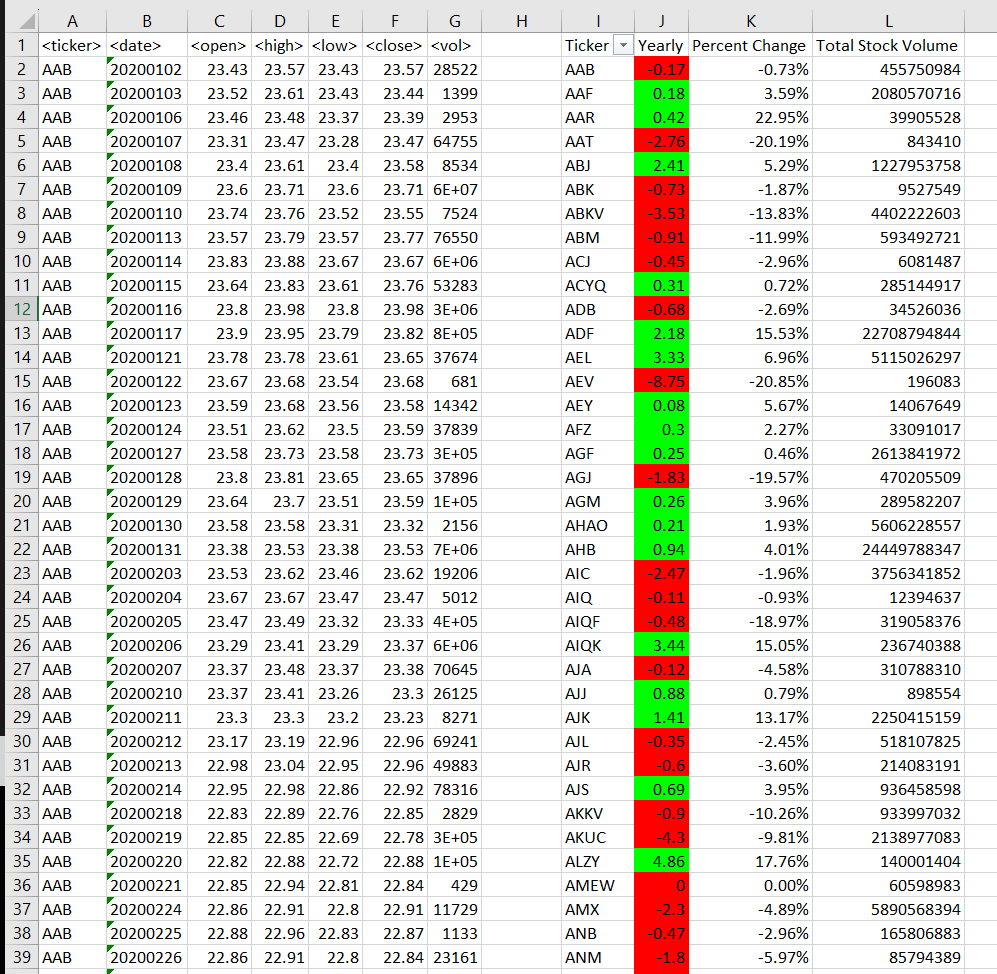 A B C D E F G H I J K L
1 <ticker> <date> <open> <high> <low> <close> <vol> Ticker Yearly Percent Change Total Stock Volume
2 AAB 20200102 23.43 23.57 23.43 23.57 28522 AAB -0.17 -0.73% 455750984
3 AAB 20200103 23.52 23.61 23.43 23.44 1399 AAF 0.18 3.59% 2080570716
4 AAB 20200106 23.46 23.48 23.37 23.39 2953 AAR 0.42 22.95% 39905528
5 AAB 20200107 23.31 23.47 23.28 23.47 64755 AAT -2.76 -20.19% 843410
6 AAB 20200108 23.4 23.61 23.4 23.58 8534 ABJ 2.41 5.29% 1227953758
7 AAB 20200109 23.6 23.71 23.6 23.71 6E+07 ABK -0.73 -1.87% 9527549
8 AAB 20200110 23.74 23.76 23.52 23.55 7524 ABKV -3.53 -13.83% 4402222603
9 AAB 20200113 23.57 23.79 23.57 23.77 76550 ABM -0.91 -11.99% 593492721
10 AAB 20200114 23.83 23.88 23.67 23.67 6E+06 ACJ -0.45 -2.96% 6081487
11 AAB 20200115 23.64 23.83 23.61 23.76 53283 ACYQ 0.31 0.72% 285144917
12 AAB 20200116 23.8 23.98 23.8 23.98 3E+06 ADB -0.68 -2.69% 34526036
13 AAB 20200117 23.9 23.95 23.79 23.82 8E+05 ADF 2.18 15.53% 22708794844
14 AAB 20200121 23.78 23.78 23.61 23.65 37674 AEL 3.33 6.96% 5115026297
15 AAB 20200122 23.67 23.68 23.54 23.68 681 AEV -8.75 -20.85% 196083
16 AAB 20200123 23.59 23.68 23.56 23.58 14342 AEY 0.08 5.67% 14067649
17 AAB 20200124 23.51 23.62 23.5 23.59 37839 AFZ 0.3 2.27% 33091017
18 AAB 20200127 23.58 23.73 23.58 23.73 3E+05 AGF 0.25 0.46% 2613841972
19 AAB 20200128 23.8 23.81 23.65 23.65 37896 AGJ -1.83 -19.57% 470205509
20 AAB 20200129 23.64 23.7 23.51 23.59 1E+05 AGM 0.26 3.96% 289582207
21 AAB 20200130 23.58 23.58 23.31 23.32 2156 AHAO 0.21 1.93% 5606228557
22 AAB 20200131 23.38 23.53 23.38 23.53 7E+06 AHB 0.94 4.01% 24449788347
23 AAB 20200203 23.53 23.62 23.46 23.62 19206 AIC -2.47 -1.96% 3756341852
24 AAB 20200204 23.67 23.67 23.47 23.47 5012 AIQ -0.11 -0.93% 12394637
25 AAB 20200205 23.47 23.49 23.32 23.33 4E+05 AIQF -0.48 -18.97% 319058376
26 AAB 20200206 23.29 23.41 23.29 23.37 6E+06 AIQK 3.44 15.05% 236740388
27 AAB 20200207 23.37 23.48 23.37 23.38 70645 AJA -0.12 -4.58% 310788310
28 AAB 20200210 23.37 23.41 23.26 23.3 26125 AJJ 0.88 0.79% 898554
29 AAB 20200211 23.3 23.3 23.2 23.23 8271 AJK 1.41 13.17% 2250415159
30 AAB 20200212 23.17 23.19 22.96 22.96 69241 AJL -0.35 -2.45% 518107825
31 AAB 20200213 22.98 23.04 22.95 22.96 49883 AJR -0.6 -3.60% 214083191
32 AAB 20200214 22.95 22.98 22.86 22.92 78316 AJS 0.69 3.95% 936458598
33 AAB 20200218 22.83 22.89 22.76 22.85 2829 AKKV -0.9 -10.26% 933997032
34 AAB 20200219 22.85 22.85 22.69 22.78 3E+05 AKUC -4.3 -9.81% 2138977083
35 AAB 20200220 22.82 22.88 22.72 22.88 1E+05 ALZY 4.86 17.76% 140001404
36 AAB 20200221 22.85 22.94 22.81 22.84 429 AMEW 0 0.00% 60598983
37 AAB 20200224 22.86 22.91 22.8 22.91 11729 AMX -2.3 -4.89% 5890568394
38 AAB 20200225 22.88 22.96 22.83 22.87 1133 ANB -0.47 -2.96% 165806883
39 AAB 20200226 22.86 22.91 22.8 22.84 23161 ANM -1.8 -5.97% 85794389